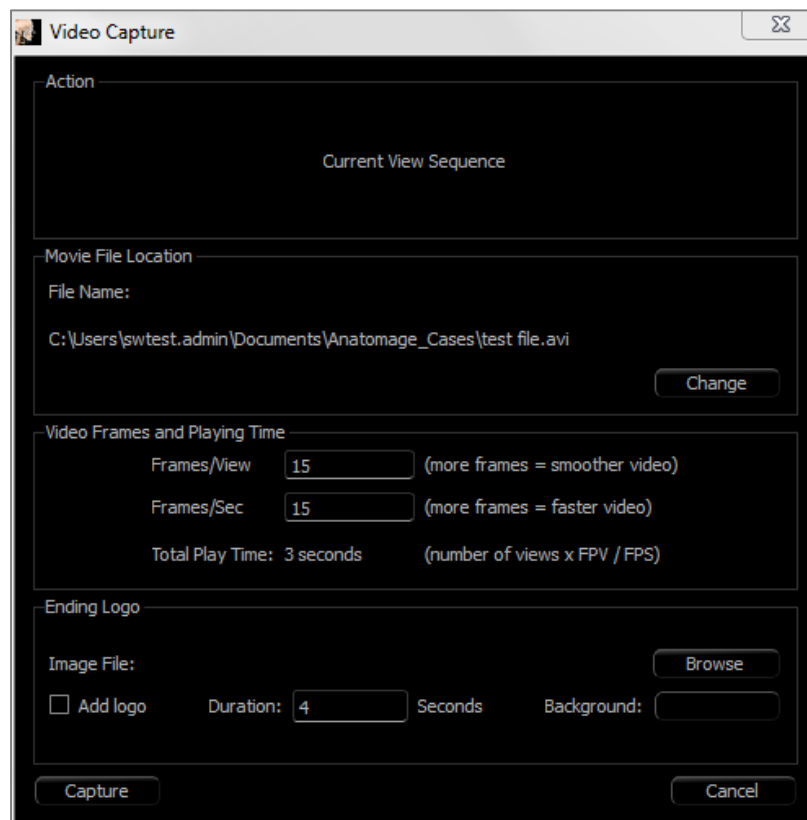 Video Capture
Action
Current View Sequence
Movie File Location
File Name:
C:\Users\swtest.admin\Documents\Anatomage_Cases\test file.avi
Change
Video Frames and Playing Time
Frames/View 15 (more frames = smoother video)
Frames/Sec 15 (more frames = faster video)
Total Play Time: 3 seconds (number of views x FPV / FPS)
Ending Logo
Image File: Browse
Add logo Duration: 4 Seconds Background:
Capture Cancel